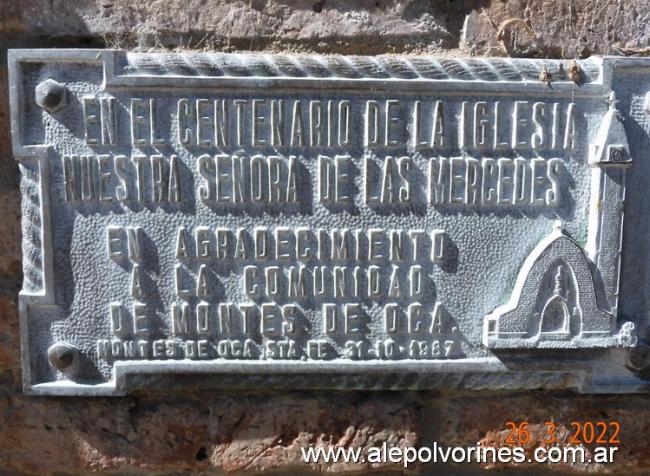 EN EL CENTENARIO DE LA IGLESIA
NUESTRA SEÑORA DE LAS MERCEDES
EN AGRADECIMIENTO
A LA COMUNIDAD
DE MONTES DE OCA.
MONTES DE OCA STA. FE 31-10-1987
26.3.2022
www.alepolvorines.com.ar